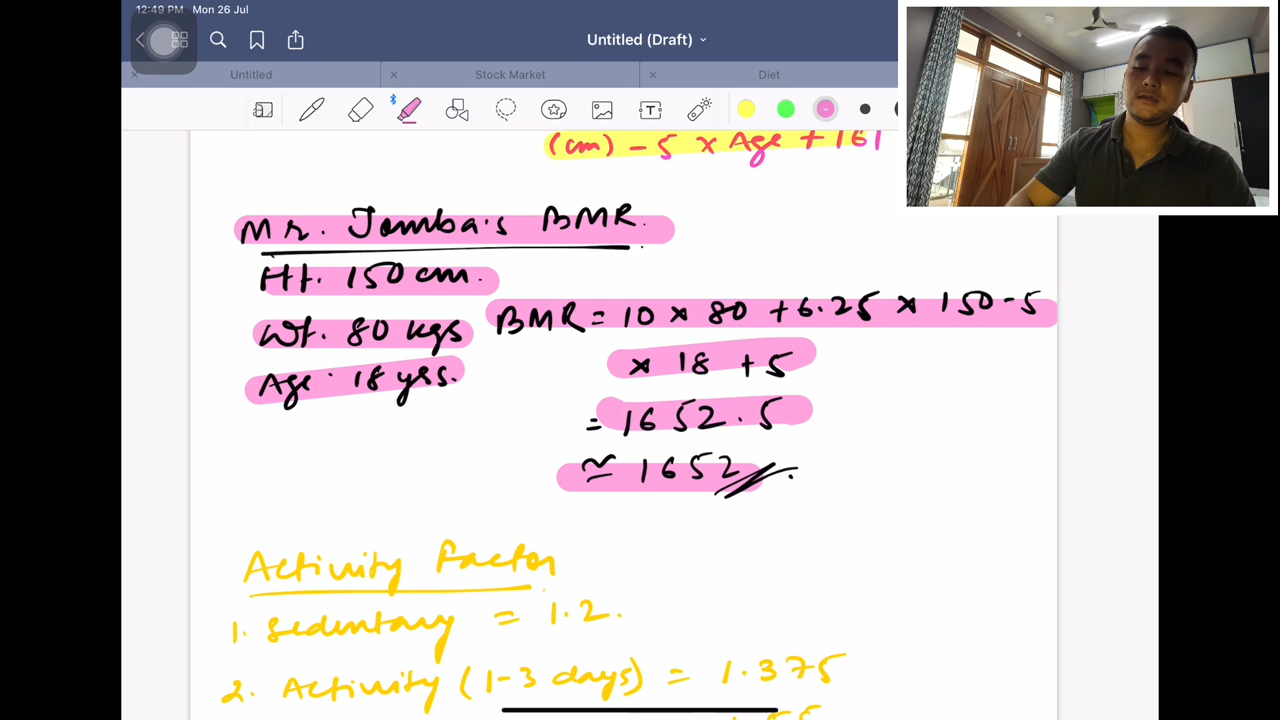 12:49 PM Mon 26 Jul
Untitled (Draft)
Untitled
Stock Market
Diet
(cm) - 5 x Age + 161
Mr. Jamba's BMR.
Ht. 150 cm.
Wt. 80 kgs
Age. 18 yrs.
BMR = 10 x 80 + 6.25 x 150 - 5
x 18 + 5
= 1652.5
≅ 1652
Activity Factor
1. Sedentary = 1.2.
2. Activity (1-3 days) = 1.375